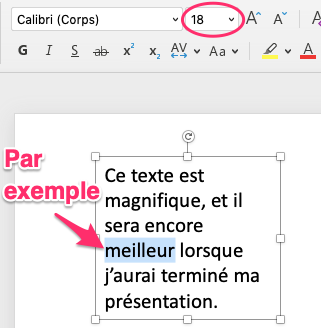 Calibri (Corps) 18 A A A
I S ab x² x₂ AV Aa A
Par
exemple
Ce texte est
magnifique, et il
sera encore
meilleur lorsque
j’aurai terminé ma
présentation.